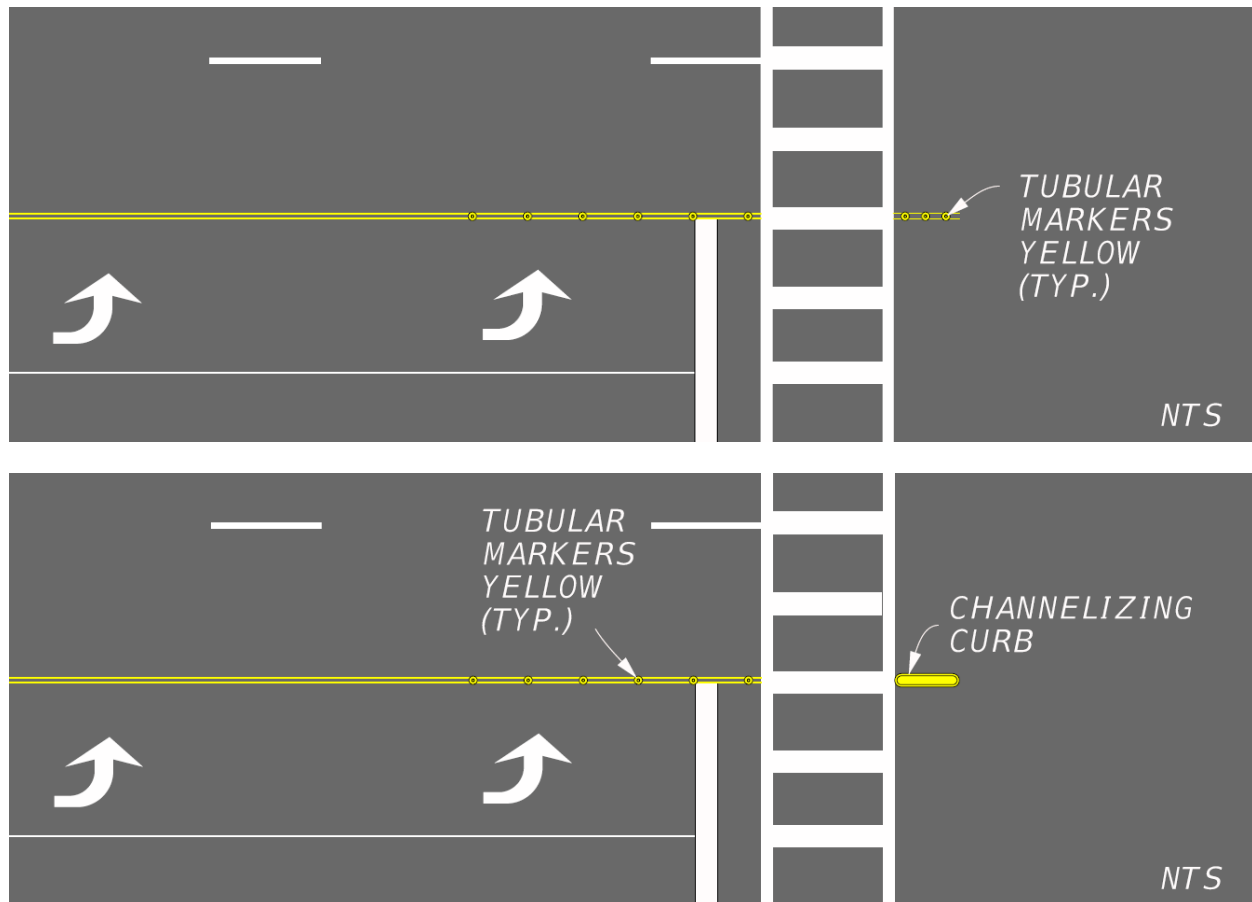 TUBULAR
MARKERS
YELLOW
(TYP.)
NTS
TUBULAR
MARKERS
YELLOW
(TYP.)
CHANNELIZING
CURB
NTS